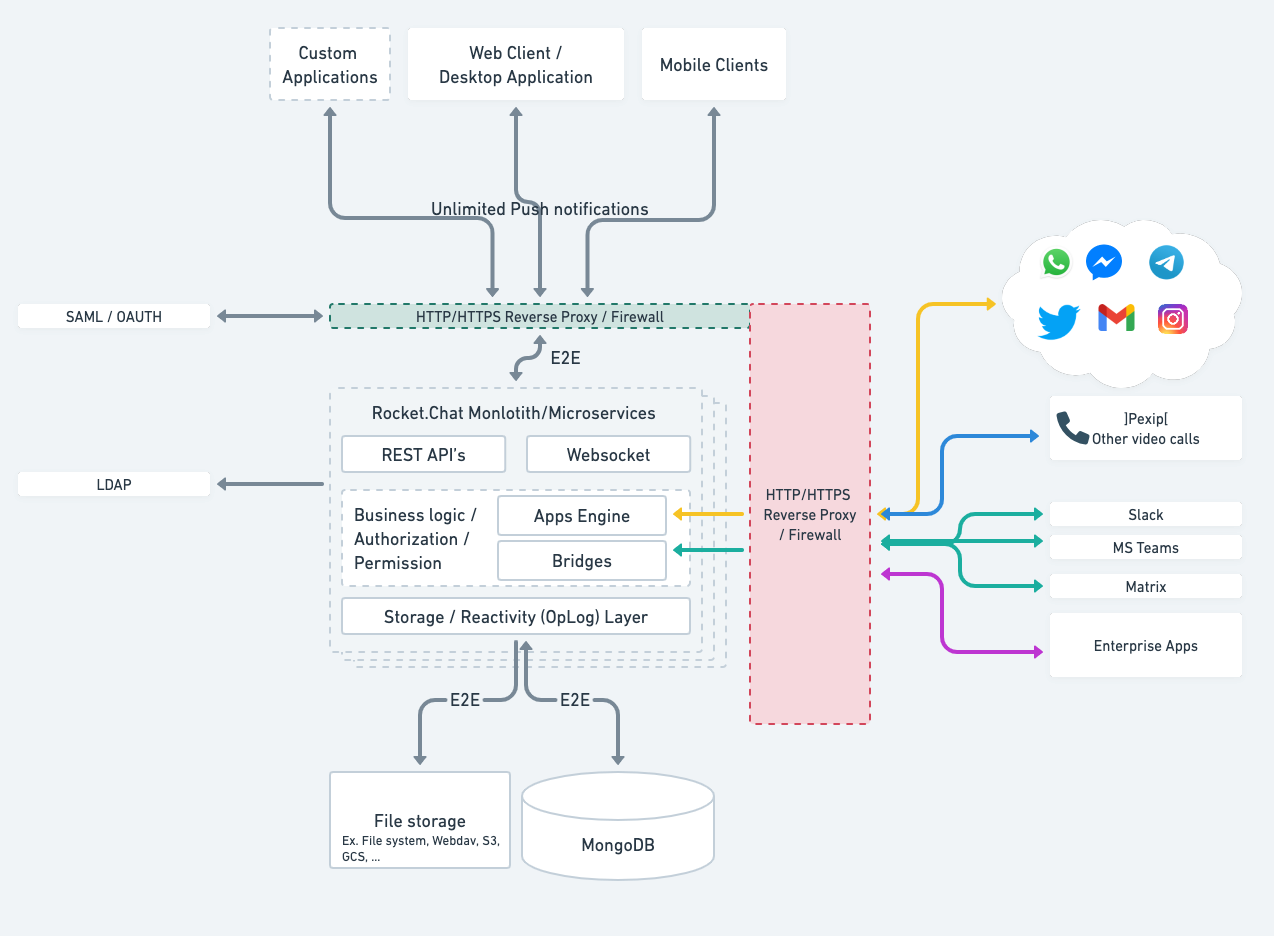 Custom
Applications
Web Client /
Desktop Application
Mobile Clients
Unlimited Push notifications
SAML / OAUTH
HTTP/HTTPS Reverse Proxy / Firewall
E2E
Rocket.Chat Monlotith/Microservices
REST API's
Websocket
LDAP
Business logic /
Authorization /
Permission
Apps Engine
Bridges
Storage / Reactivity (OpLog) Layer
HTTP/HTTPS
Reverse Proxy
/ Firewall
]Pexip[
Other video calls
Slack
MS Teams
Matrix
Enterprise Apps
E2E
E2E
File storage
Ex. File system, Webdav, S3,
GCS, ...
MongoDB